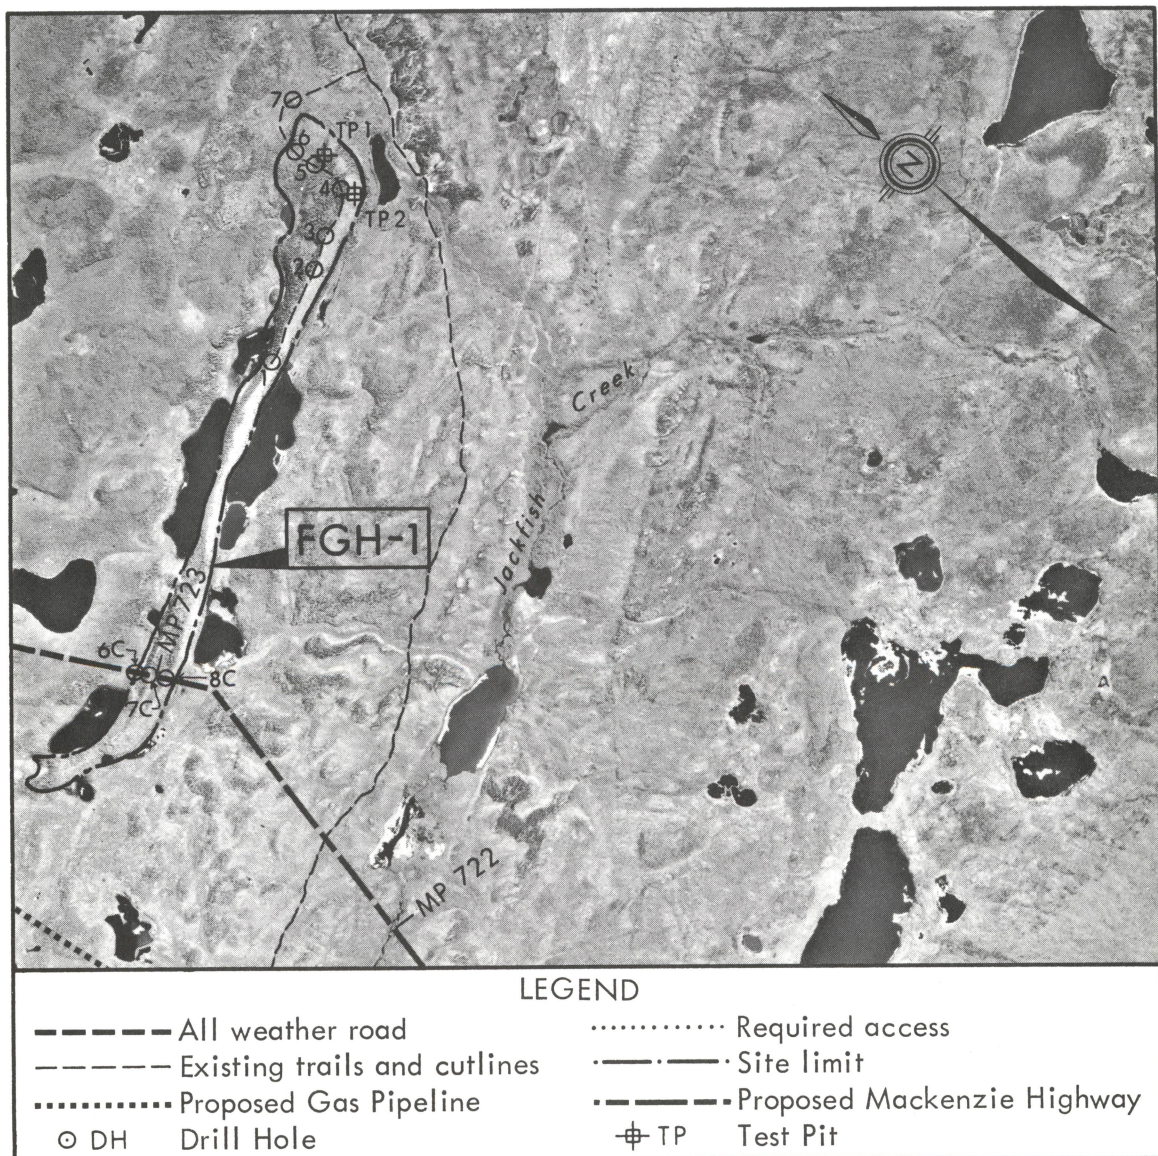 7
TP 1
6
5
4
TP 2
3
2
1
N
Creek
Jackfish
FGH-1
MP 723
6C
8C
7C
MP 722
LEGEND
All weather road
Required access
Existing trails and cutlines
Site limit
Proposed Gas Pipeline
Proposed Mackenzie Highway
DH Drill Hole
TP Test Pit